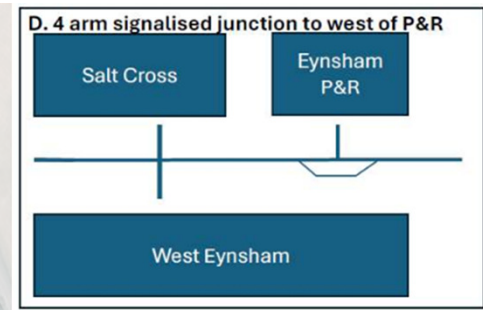 D. 4 arm signalised junction to west of P&R
Salt Cross
Eynsham
P&R
West Eynsham